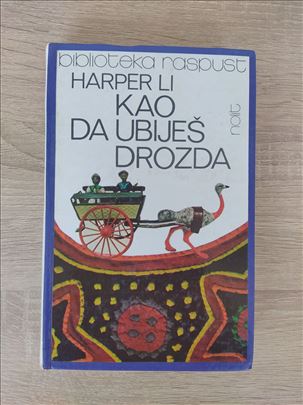 biblioteka raspust
HARPER LI
KAO
DA UBIJEŠ
DROZDA
nolit